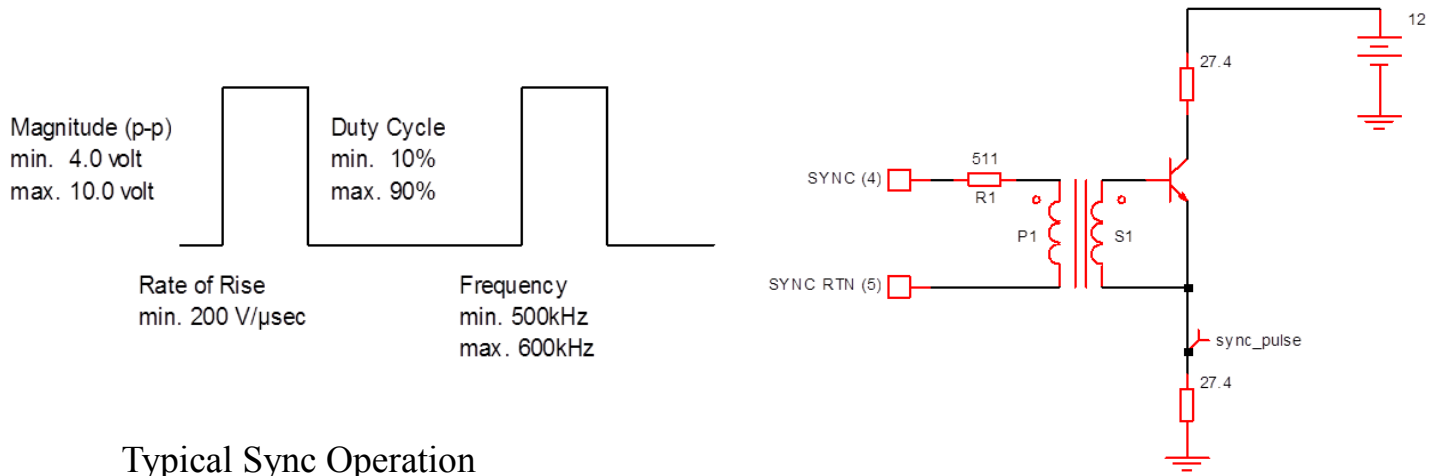 Magnitude (p-p)
min. 4.0 volt
max. 10.0 volt
Duty Cycle
min. 10%
max. 90%
Rate of Rise
min. 200 V/µsec
Frequency
min. 500kHz
max. 600kHz
Typical Sync Operation
12
27.4
SYNC (4)
511
R1
P1
S1
SYNC RTN (5)
sync_pulse
27.4